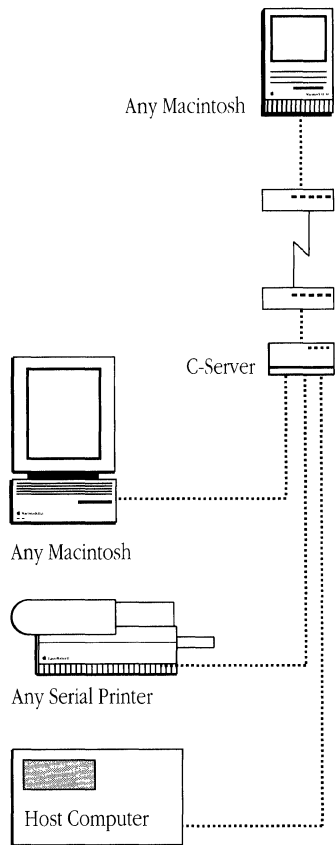 Any Macintosh
C-Server
Any Macintosh
Any Serial Printer
Host Computer